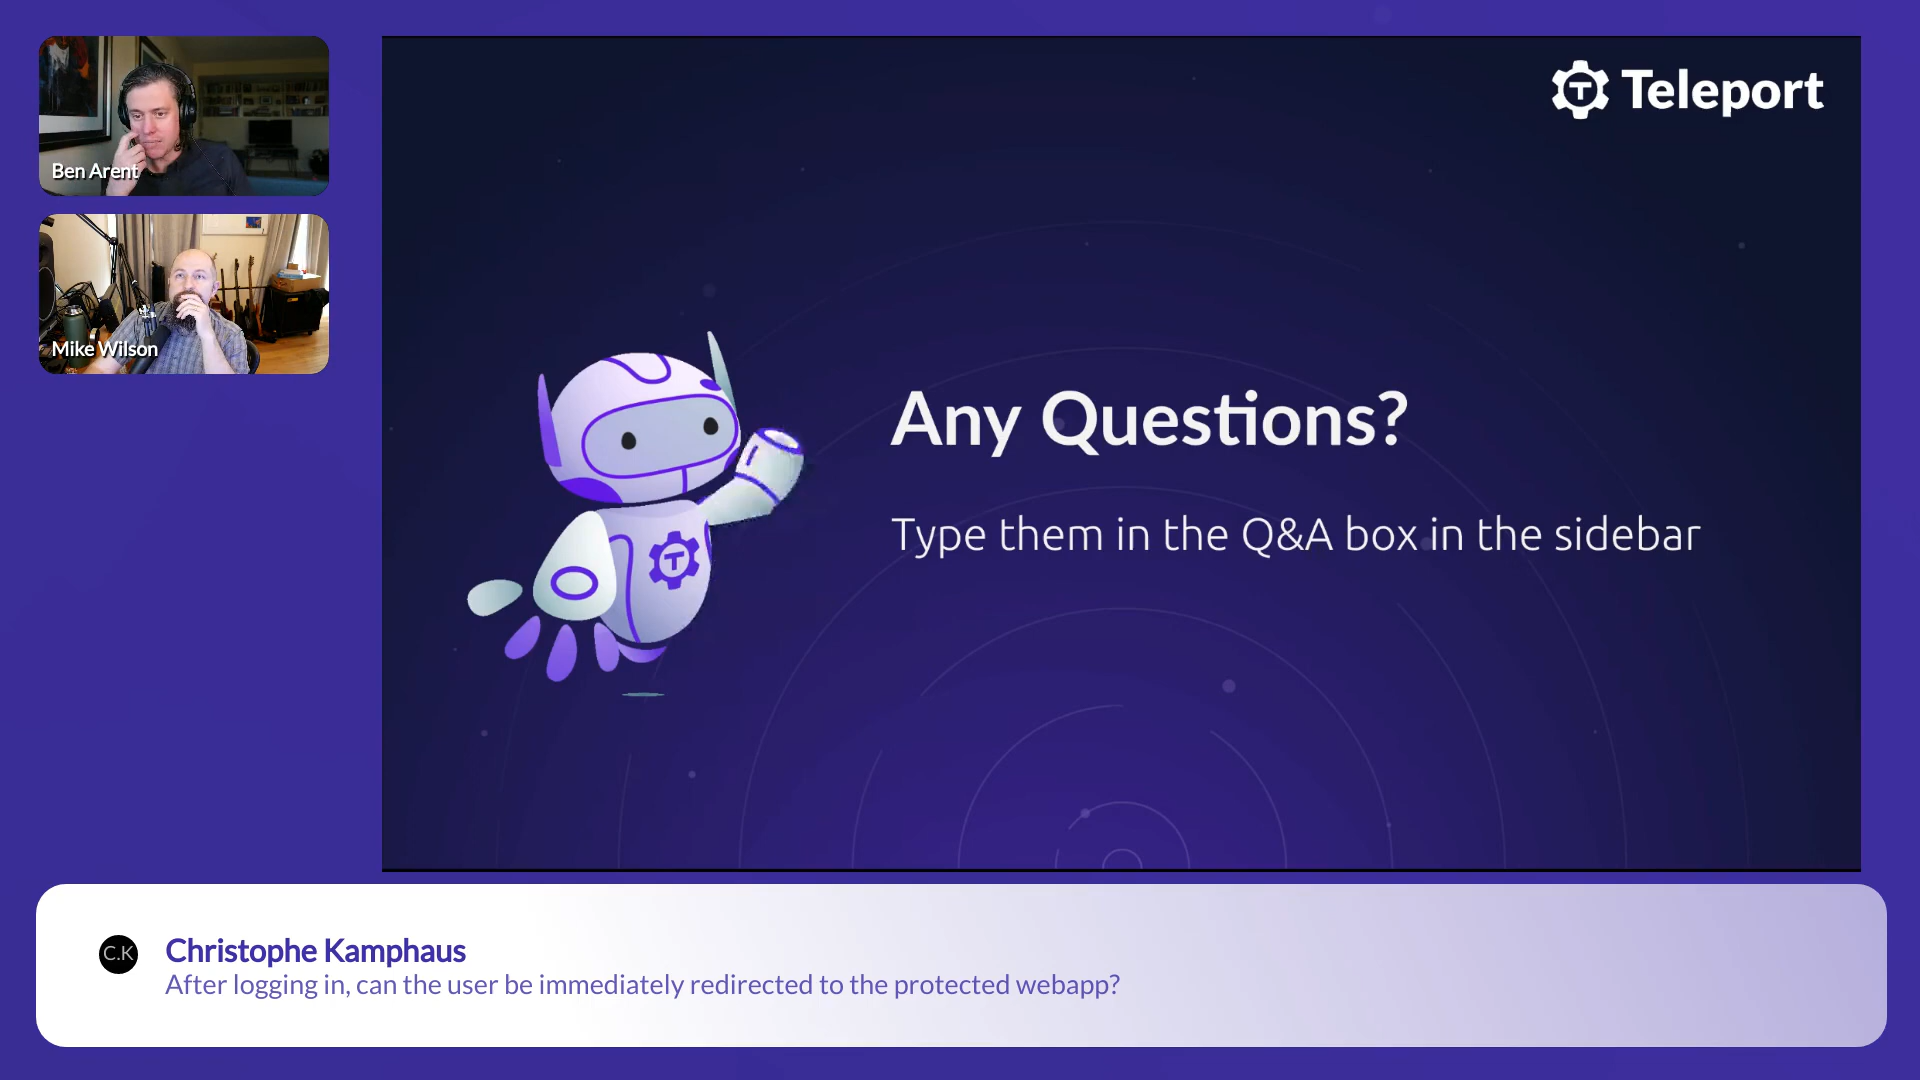 Ben Arent
Mike Wilson
Teleport
Any Questions?
Type them in the Q&A box in the sidebar
C.K
Christophe Kamphaus
After logging in, can the user be immediately redirected to the protected webapp?